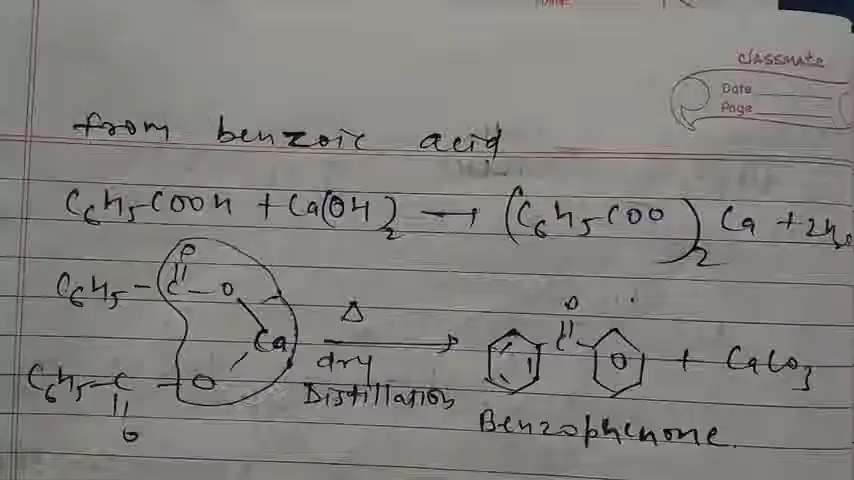 classmate
Date
Page
from benzoic acid
C6H5-COOH + Ca(OH)2 → (C6H5COO)2 Ca + 2H2O
O
C6H5 - C - O
Ca Δ O
C6H5 - C - O dry C + CaCO3
O Distillation Benzophenone.